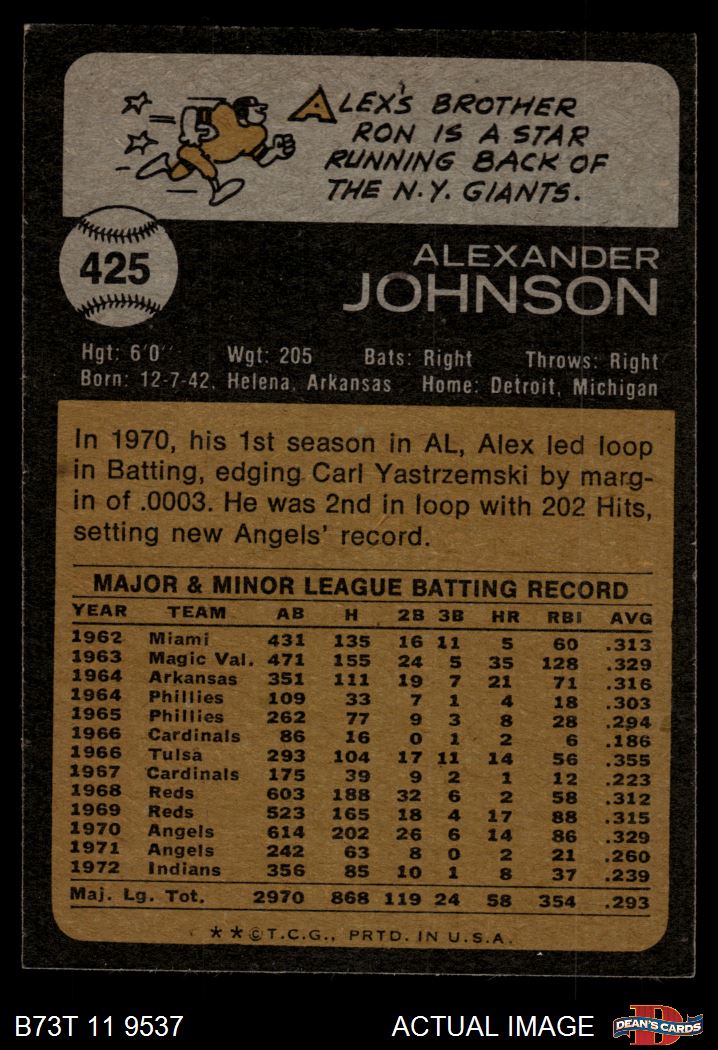 ALEX'S BROTHER
RON IS A STAR
RUNNING BACK OF
THE N.Y. GIANTS.
425
ALEXANDER
JOHNSON
Hgt: 6'0" Wgt: 205 Bats: Right Throws: Right
Born: 12-7-42, Helena, Arkansas Home: Detroit, Michigan
In 1970, his 1st season in AL, Alex led loop
in Batting, edging Carl Yastrzemski by marg-
in of .0003. He was 2nd in loop with 202 Hits,
setting new Angels' record.
MAJOR & MINOR LEAGUE BATTING RECORD
YEAR TEAM AB H 2B 3B HR RBI AVG
1962 Miami 431 135 16 11 5 60 .313
1963 Magic Val. 471 155 24 5 35 128 .329
1964 Arkansas 351 111 19 7 21 71 .316
1964 Phillies 109 33 7 1 4 18 .303
1965 Phillies 262 77 9 3 8 28 .294
1966 Cardinals 86 16 0 1 2 6 .186
1966 Tulsa 293 104 17 11 14 56 .355
1967 Cardinals 175 39 9 2 1 12 .223
1968 Reds 603 188 32 6 2 58 .312
1969 Reds 523 165 18 4 17 88 .315
1970 Angels 614 202 26 6 14 86 .329
1971 Angels 242 63 8 0 2 21 .260
1972 Indians 356 85 10 1 8 37 .239
Maj. Lg. Tot. 2970 868 119 24 58 354 .293
**©T.C.G., PRTD. IN U.S.A.
B73T 11 9537 ACTUAL IMAGE D DEAN'S CARDS